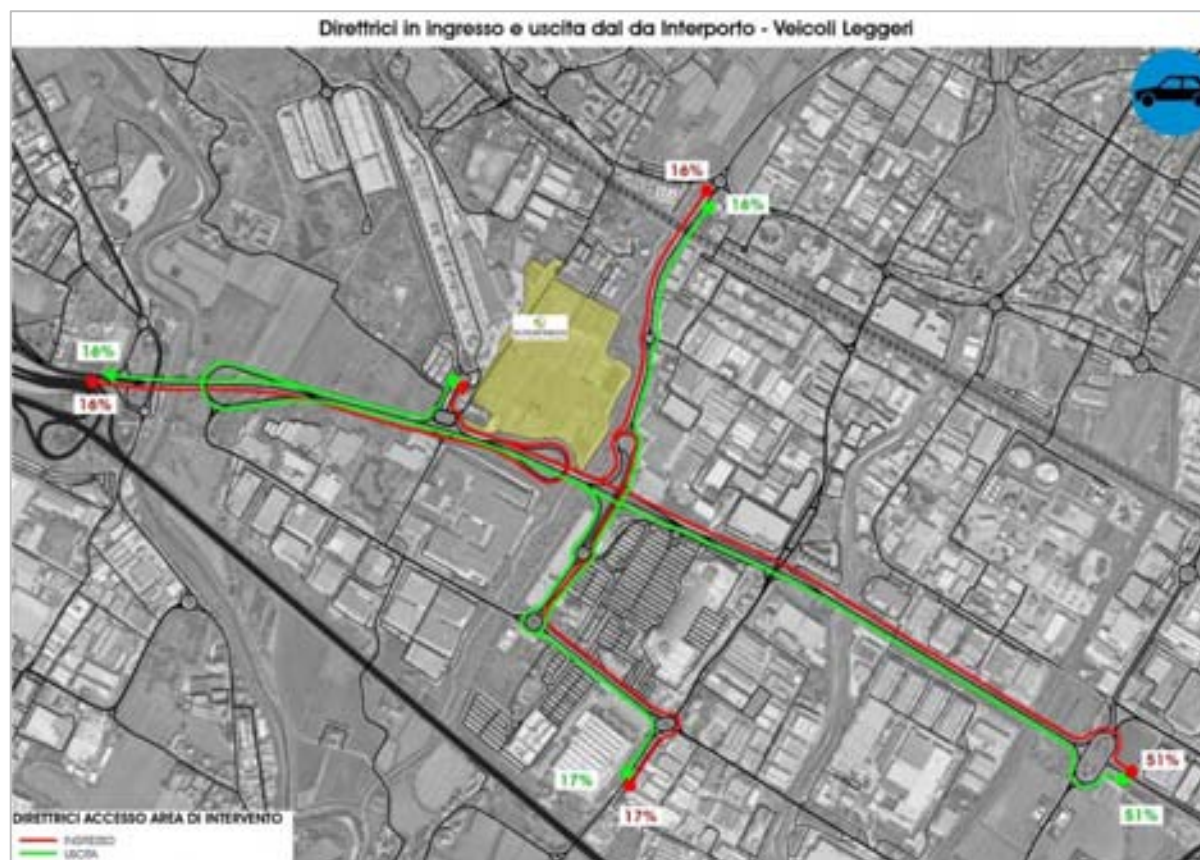 Direttrici in ingresso e uscita dal da Interporto - Veicoli Leggeri
16%
16%
16%
16%
17%
17%
51%
51%
DIRETTRICI ACCESSO AREA DI INTERVENTO
INGRESSO
USCITA